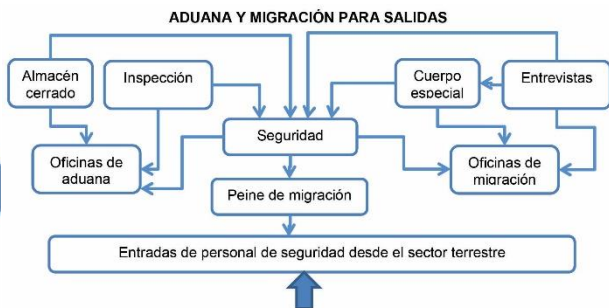 ADUANA Y MIGRACIÓN PARA SALIDAS
Almacén
cerrado
Inspección
Cuerpo
especial
Entrevistas
Seguridad
Oficinas de
aduana
Oficinas de
migración
Peine de migración
Entradas de personal de seguridad desde el sector terrestre